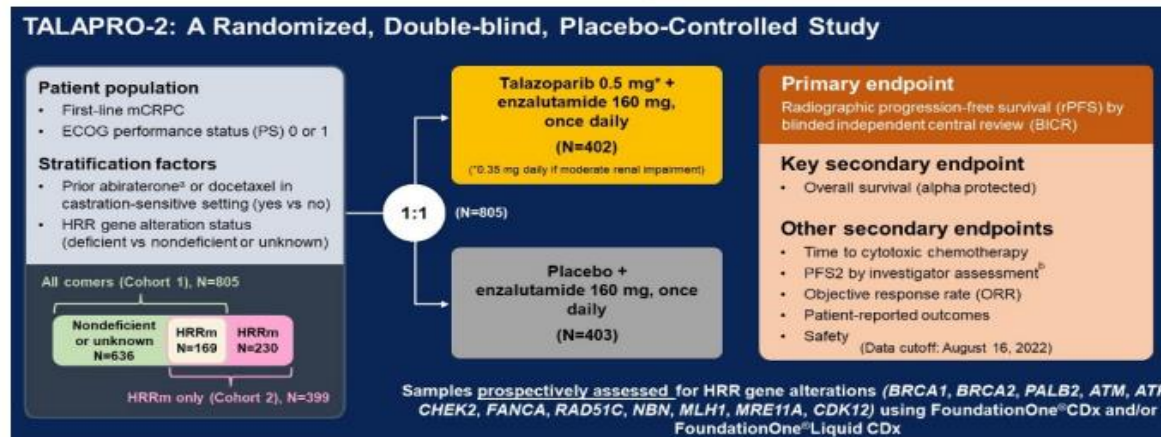 TALAPRO-2: A Randomized, Double-blind, Placebo-Controlled Study
Patient population
• First-line mCRPC
• ECOG performance status (PS) 0 or 1
Stratification factors
• Prior abirateroneᵃ or docetaxel in
castration-sensitive setting (yes vs no)
• HRR gene alteration status
(deficient vs nondeficient or unknown)
All comers (Cohort 1), N=805
Nondeficient
or unknown
N=636
HRRm
N=169
HRRm
N=230
HRRm only (Cohort 2), N=399
1:1
(N=805)
Talazoparib 0.5 mg* +
enzalutamide 160 mg,
once daily
(N=402)
(*0.35 mg daily if moderate renal impairment)
Placebo +
enzalutamide 160 mg, once
daily
(N=403)
Primary endpoint
Radiographic progression-free survival (rPFS) by
blinded independent central review (BICR)
Key secondary endpoint
• Overall survival (alpha protected)
Other secondary endpoints
• Time to cytotoxic chemotherapy
• PFS2 by investigator assessmentᵇ
• Objective response rate (ORR)
• Patient-reported outcomes
• Safety
(Data cutoff: August 16, 2022)
Samples prospectively assessed for HRR gene alterations (BRCA1, BRCA2, PALB2, ATM,
CHEK2, FANCA, RAD51C, NBN, MLH1, MRE11A, CDK12) using FoundationOne®CDx and/or
FoundationOne®Liquid CDx